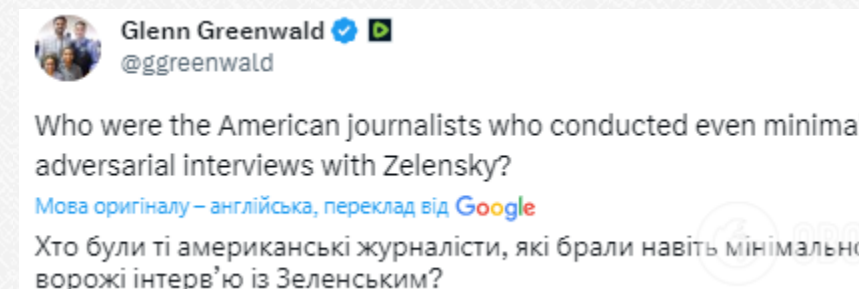 Glenn Greenwald
@ggreenwald
Who were the American journalists who conducted even minima
adversarial interviews with Zelensky?
Мова оригіналу – англійська, переклад від Google
Хто були ті американські журналісти, які брали навіть мінімально
ворожі інтерв’ю із Зеленським?